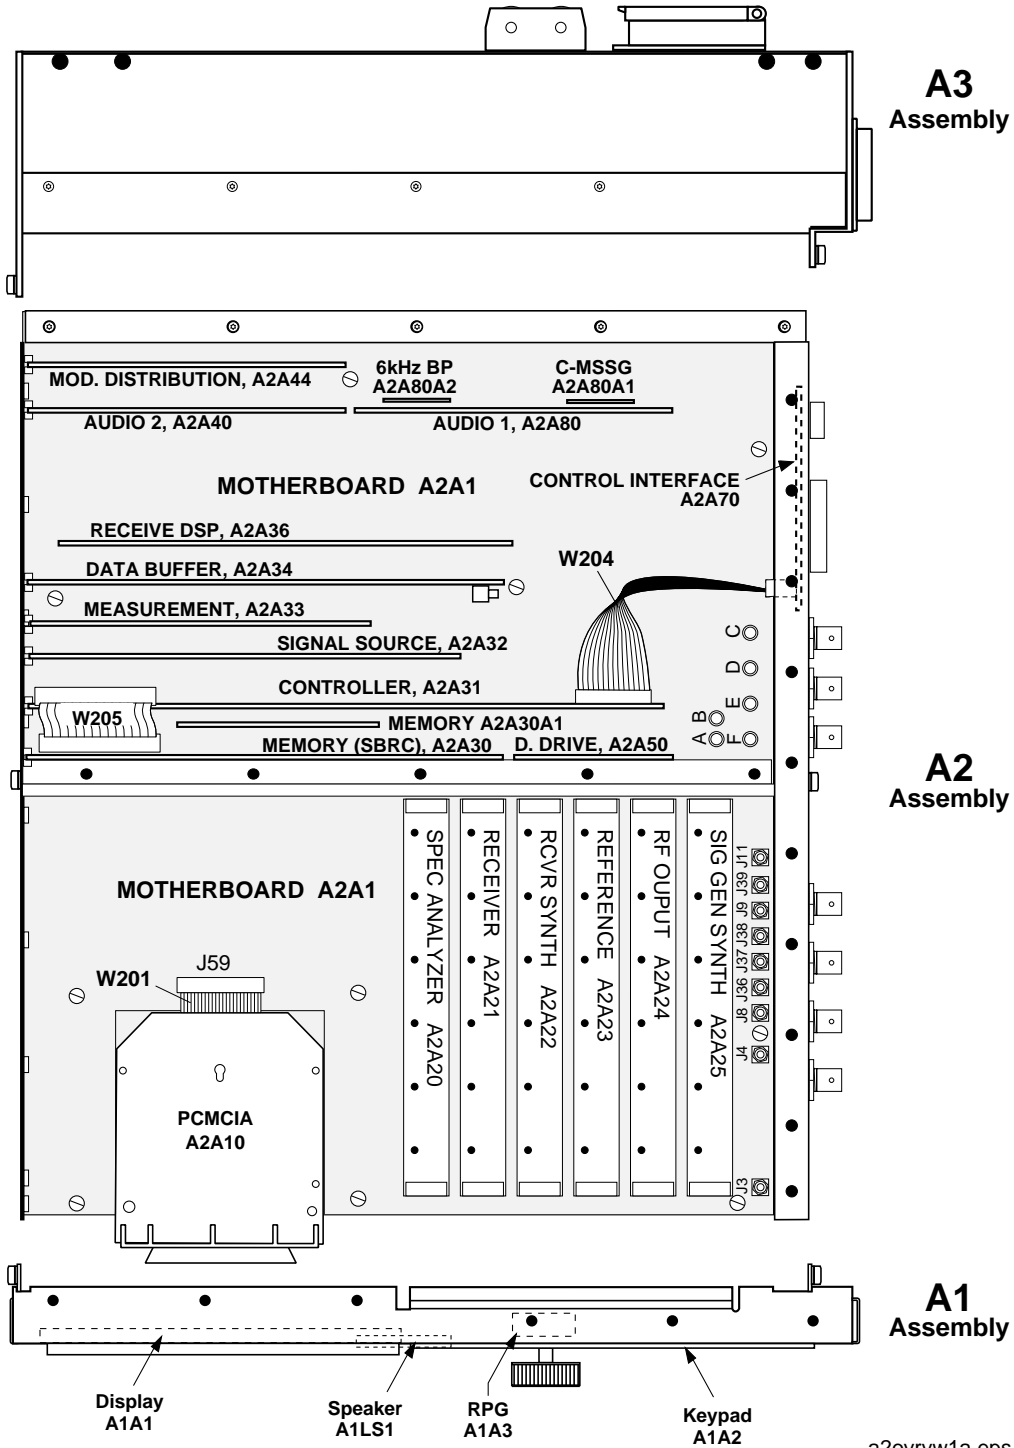 A3
Assembly
6kHz BP
A2A80A2
C-MSSG
A2A80A1
MOD. DISTRIBUTION, A2A44
AUDIO 2, A2A40
AUDIO 1, A2A80
MOTHERBOARD A2A1
CONTROL INTERFACE
A2A70
RECEIVE DSP, A2A36
W204
DATA BUFFER, A2A34
MEASUREMENT, A2A33
SIGNAL SOURCE, A2A32
CONTROLLER, A2A31
W205
MEMORY A2A30A1
MEMORY (SBRC), A2A30
D. DRIVE, A2A50
C
D
E
B
A
F
A2
Assembly
MOTHERBOARD A2A1
SPEC ANALYZER A2A20
RECEIVER A2A21
RCVR SYNTH A2A22
REFERENCE A2A23
RF OUPUT A2A24
SIG GEN SYNTH A2A25
J11
J39
J9
J38
J37
J36
J8
J4
J3
J59
W201
PCMCIA
A2A10
A1
Assembly
Display
A1A1
Speaker
A1LS1
RPG
A1A3
Keypad
A1A2